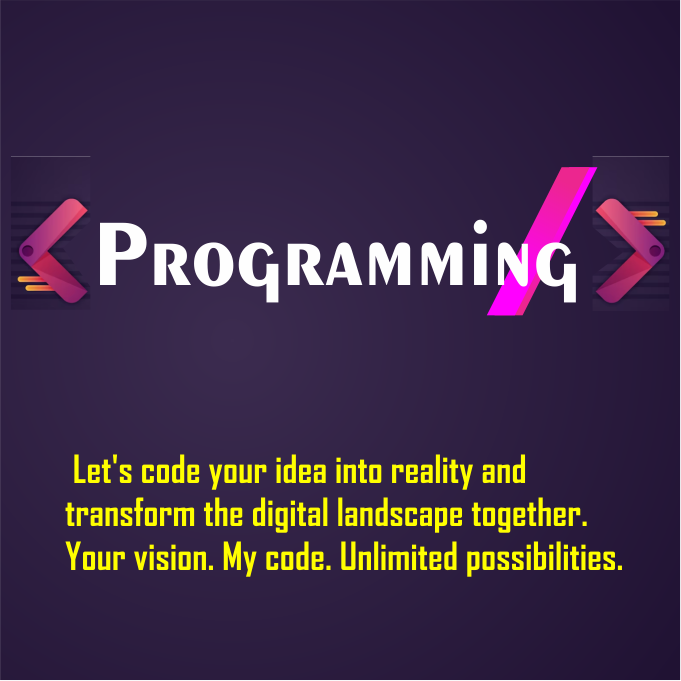 Programming
Let's code your idea into reality and
transform the digital landscape together.
Your vision. My code. Unlimited possibilities.